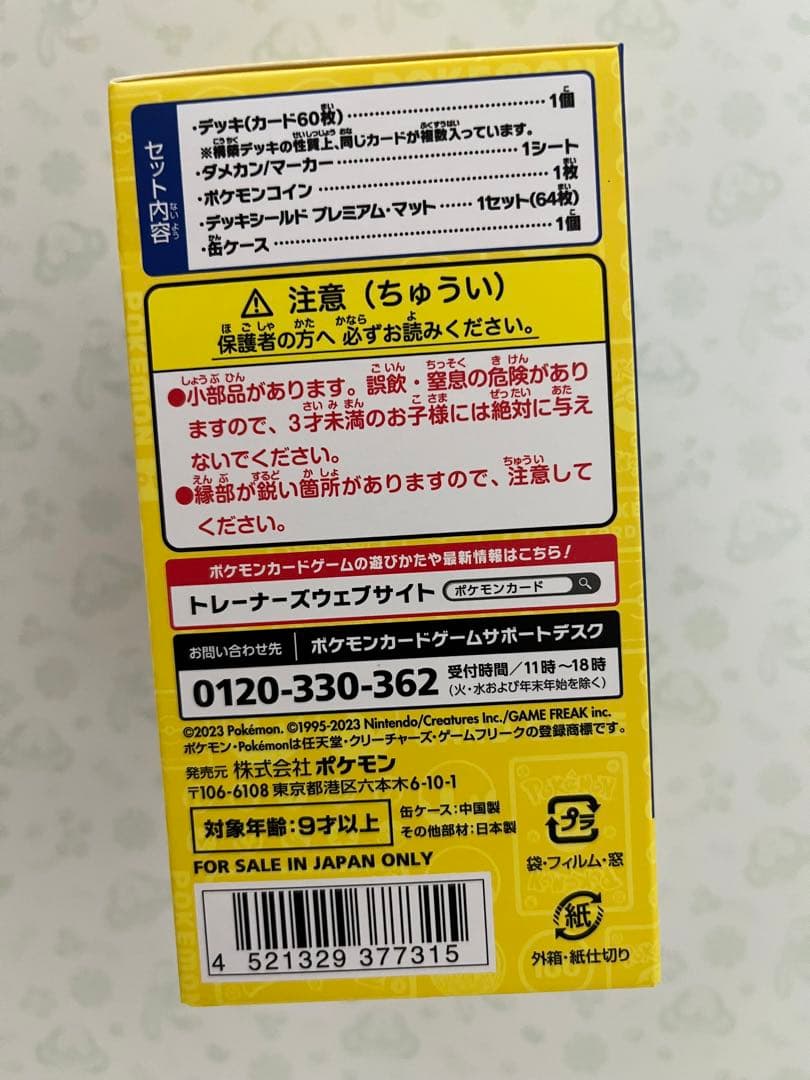 セット内容
ない よう
・デッキ(カード60枚)……………………1個
※構築デッキの性質上、同じカードが複数入っています。
・ダメカン/マーカー……………………1シート
・ポケモンコイン……………………1枚
・デッキシールド プレミアム・マット……1セット(64枚)
・缶ケース……………………1個
⚠ 注意(ちゅうい)
保護者の方へ 必ずお読みください。
●小部品があります。誤飲・窒息の危険があり
ますので、3才未満のお子様には絶対に与え
ないでください。
●縁部が鋭い箇所がありますので、注意して
ください。
ポケモンカードゲームの遊びかたや最新情報はこちら!
トレーナーズウェブサイト ポケモンカード
お問い合わせ先 ポケモンカードゲームサポートデスク
0120-330-362 受付時間/11時~18時
(火・水および年末年始を除く)
©2023 Pokémon. ©1995-2023 Nintendo/Creatures Inc./GAME FREAK inc.
ポケモン・Pokémonは任天堂・クリーチャーズ・ゲームフリークの登録商標です。
発売元 株式会社 ポケモン
〒106-6108 東京都港区六本木6-10-1
対象年齢:9才以上
缶ケース:中国製
その他部材:日本製
FOR SALE IN JAPAN ONLY
プラ
袋・フィルム・窓
紙
外箱・紙仕切り
4 521329 377315